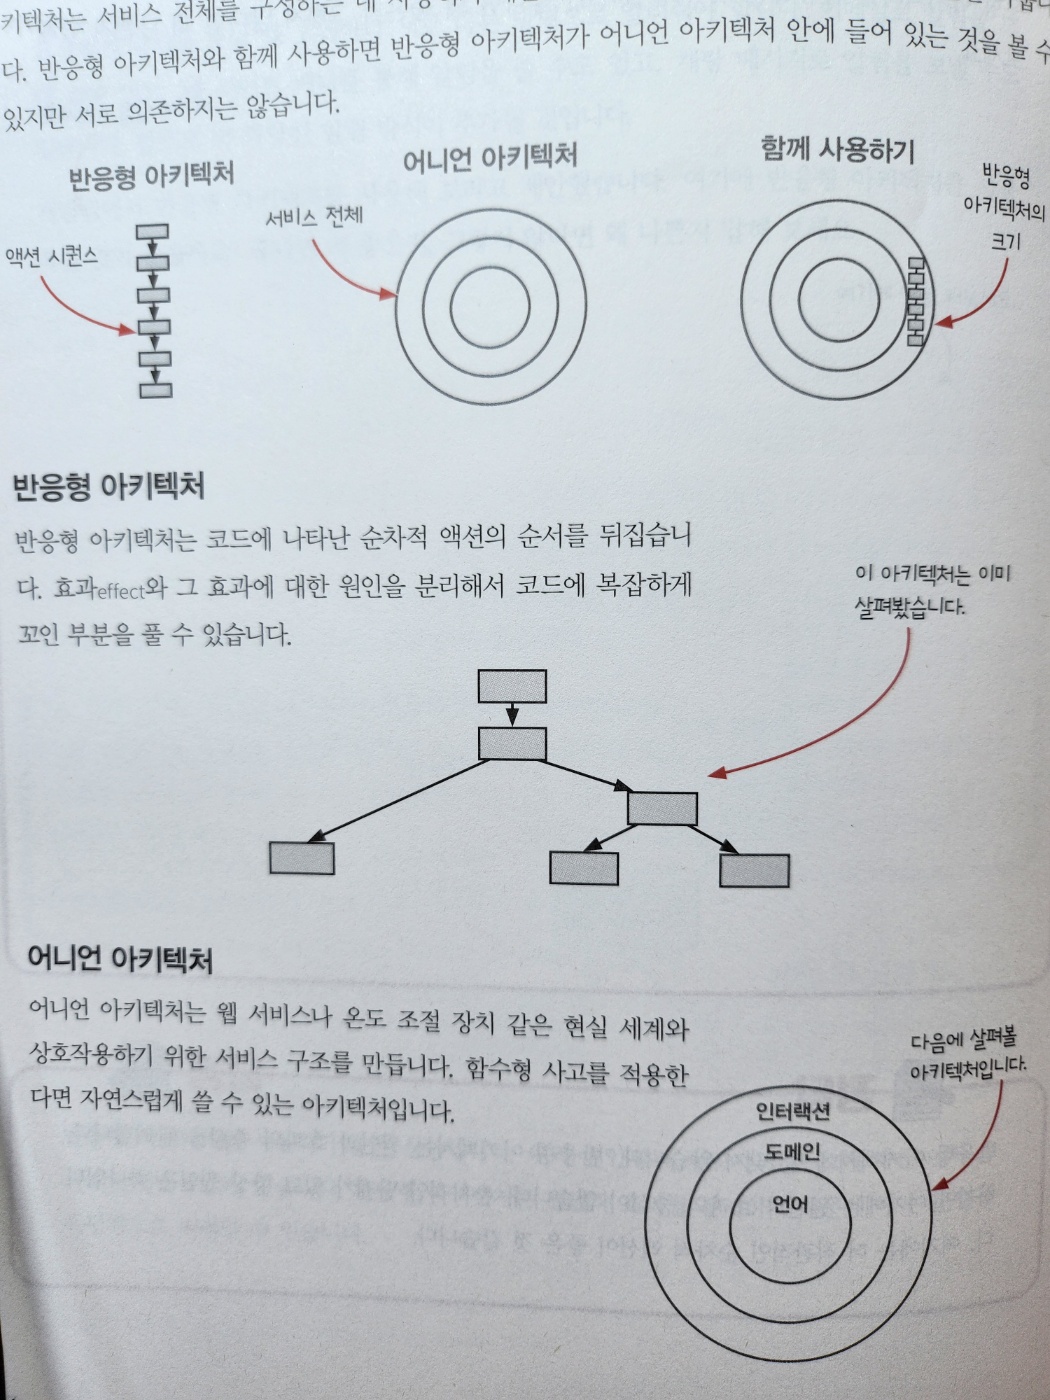 키텍처는 서비스 전체를 구성하는 데
다. 반응형 아키텍처와 함께 사용하면 반응형 아키텍처가 어니언 아키텍처 안에 들어 있는 것을 볼 수
있지만 서로 의존하지는 않습니다.
반응형 아키텍처
어니언 아키텍처
함께 사용하기
액션 시퀀스
서비스 전체
반응형
아키텍처의
크기
반응형 아키텍처
반응형 아키텍처는 코드에 나타난 순차적 액션의 순서를 뒤집습니
다. 효과effect와 그 효과에 대한 원인을 분리해서 코드에 복잡하게
꼬인 부분을 풀 수 있습니다.
이 아키텍처는 이미
살펴봤습니다.
어니언 아키텍처
어니언 아키텍처는 웹 서비스나 온도 조절 장치 같은 현실 세계와
상호작용하기 위한 서비스 구조를 만듭니다. 함수형 사고를 적용한
다면 자연스럽게 쓸 수 있는 아키텍처입니다.
다음에 살펴볼
아키텍처입니다.
인터랙션
도메인
언어